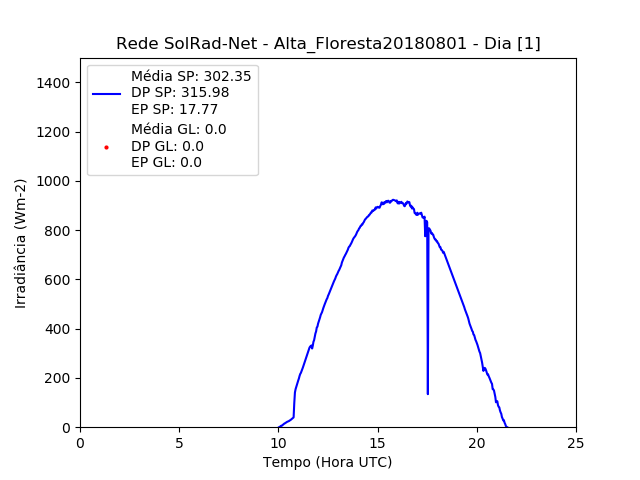 Rede SolRad-Net - Alta_Floresta20180801 - Dia [1]
Média SP: 302.35
DP SP: 315.98
EP SP: 17.77
Média GL: 0.0
DP GL: 0.0
EP GL: 0.0
Irradiância (Wm-2)
1400
1200
1000
800
600
400
200
0
0 5 10 15 20 25
Tempo (Hora UTC)